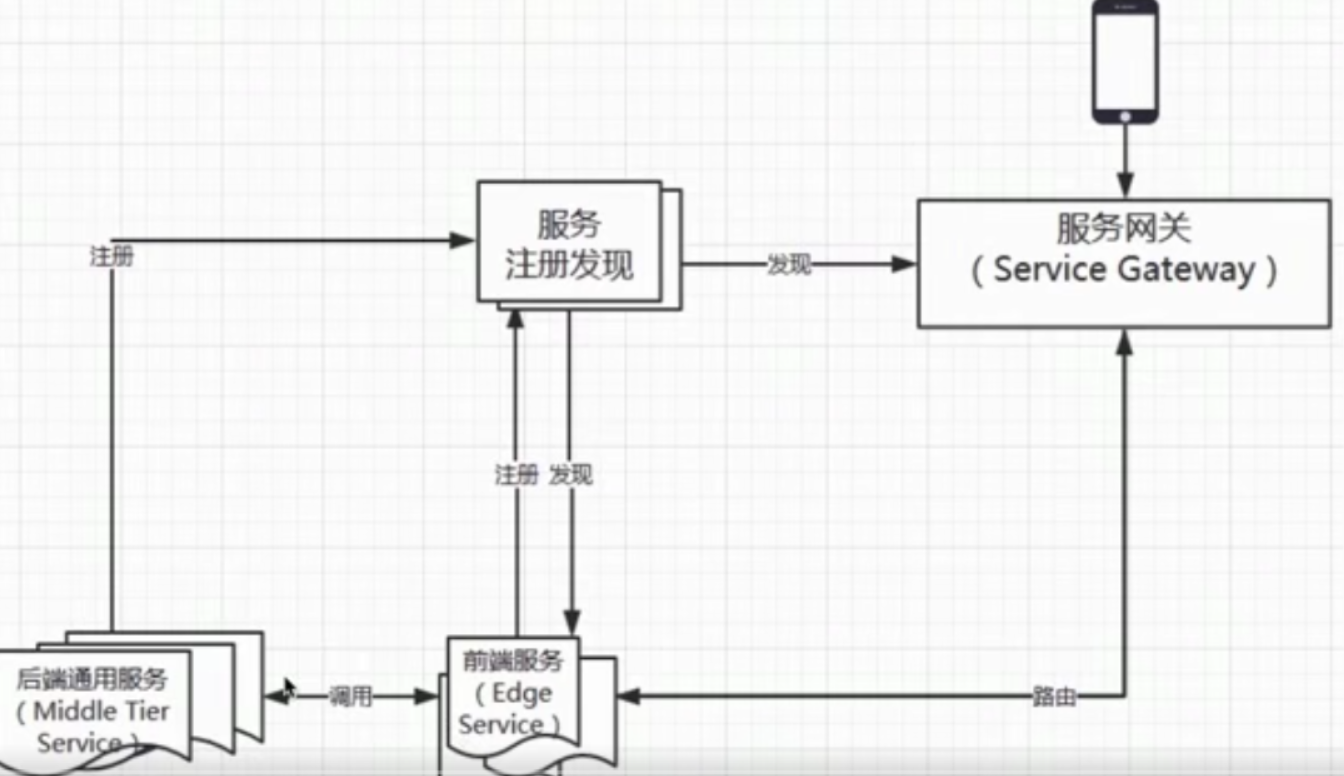 服务
注册发现
服务网关
（Service Gateway）
注册
发现
注册
发现
后端通用服务
（Middle Tier
Service）
调用
前端服务
（Edge
Service）
路由